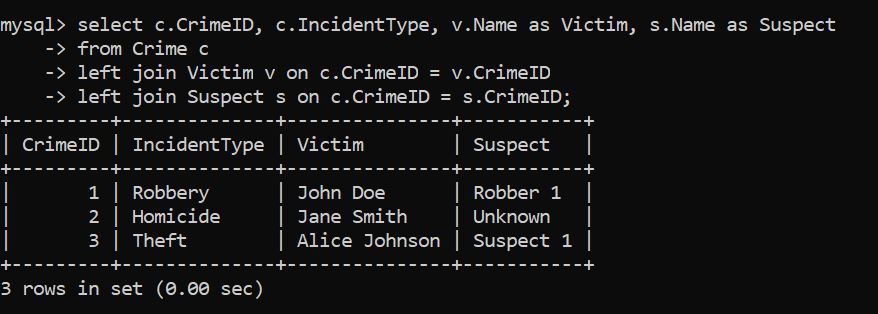 mysql> select c.CrimeID, c.IncidentType, v.Name as Victim, s.Name as Suspect
    -> from Crime c
    -> left join Victim v on c.CrimeID = v.CrimeID
    -> left join Suspect s on c.CrimeID = s.CrimeID;
+---------+--------------+---------------+-----------+
| CrimeID | IncidentType | Victim        | Suspect   |
+---------+--------------+---------------+-----------+
|       1 | Robbery      | John Doe      | Robber 1  |
|       2 | Homicide     | Jane Smith    | Unknown   |
|       3 | Theft        | Alice Johnson | Suspect 1 |
+---------+--------------+---------------+-----------+
3 rows in set (0.00 sec)